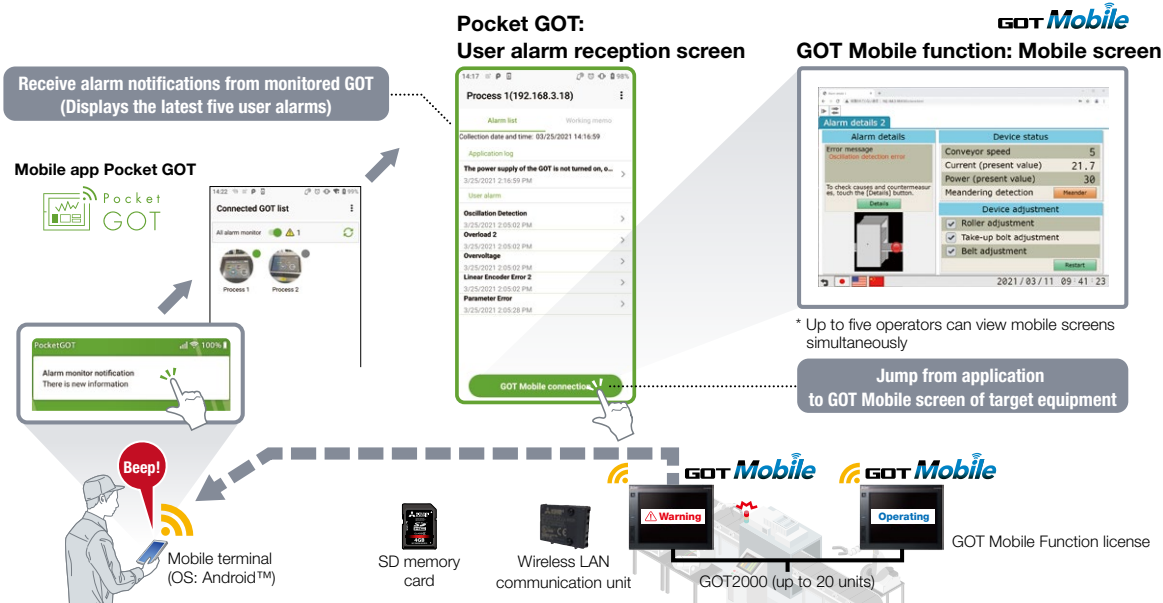 Pocket GOT:
User alarm reception screen
GOT Mobile
GOT Mobile function: Mobile screen
Receive alarm notifications from monitored GOT
(Displays the latest five user alarms)
Mobile app Pocket GOT
Pocket
GOT
14:22
99%
Connected GOT list
All alarm monitor
1
Process 1
Process 2
PocketGOT
100%
Alarm monitor notification
There is new information
14:17
98%
Process 1(192.168.3.18)
Alarm list
Working memo
Collection date and time: 03/25/2021 14:16:59
Application log
The power supply of the GOT is not turned on, o...
3/25/2021 2:16:59 PM
User alarm
Oscillation Detection
3/25/2021 2:05:02 PM
Overload 2
3/25/2021 2:05:02 PM
Overvoltage
3/25/2021 2:05:02 PM
Linear Encoder Error 2
3/25/2021 2:05:02 PM
Parameter Error
3/25/2021 2:05:28 PM
GOT Mobile connection
Alarm details 2
Alarm details
Error message
Oscillation detection error
To check causes and countermeasur
es, touch the [Details] button.
Details
Device status
Conveyor speed 5
Current (present value) 21.7
Power (present value) 30
Meandering detection Meander
Device adjustment
Roller adjustment
Take-up bolt adjustment
Belt adjustment
Restart
2021/03/11 09:41:23
* Up to five operators can view mobile screens
simultaneously
Jump from application
to GOT Mobile screen of target equipment
Beep!
Mobile terminal
(OS: Android™)
SD memory
card
4GB
Wireless LAN
communication unit
GOT Mobile
Warning
GOT Mobile
Operating
GOT2000 (up to 20 units)
GOT Mobile Function license